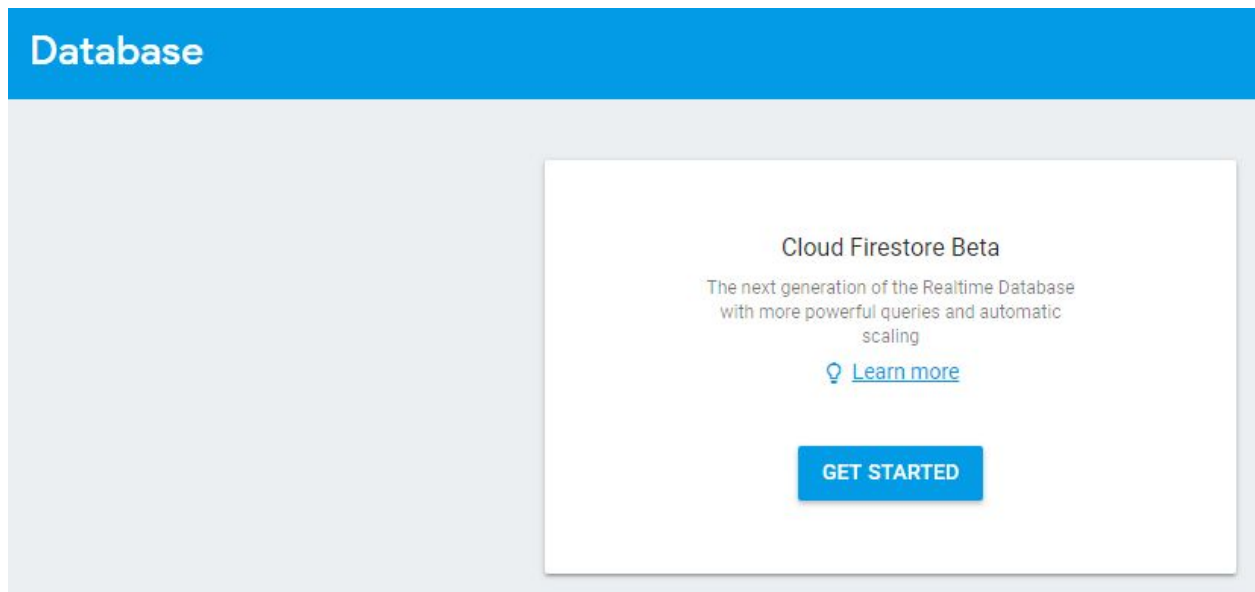 Database
Cloud Firestore Beta
The next generation of the Realtime Database
with more powerful queries and automatic
scaling
Learn more
GET STARTED